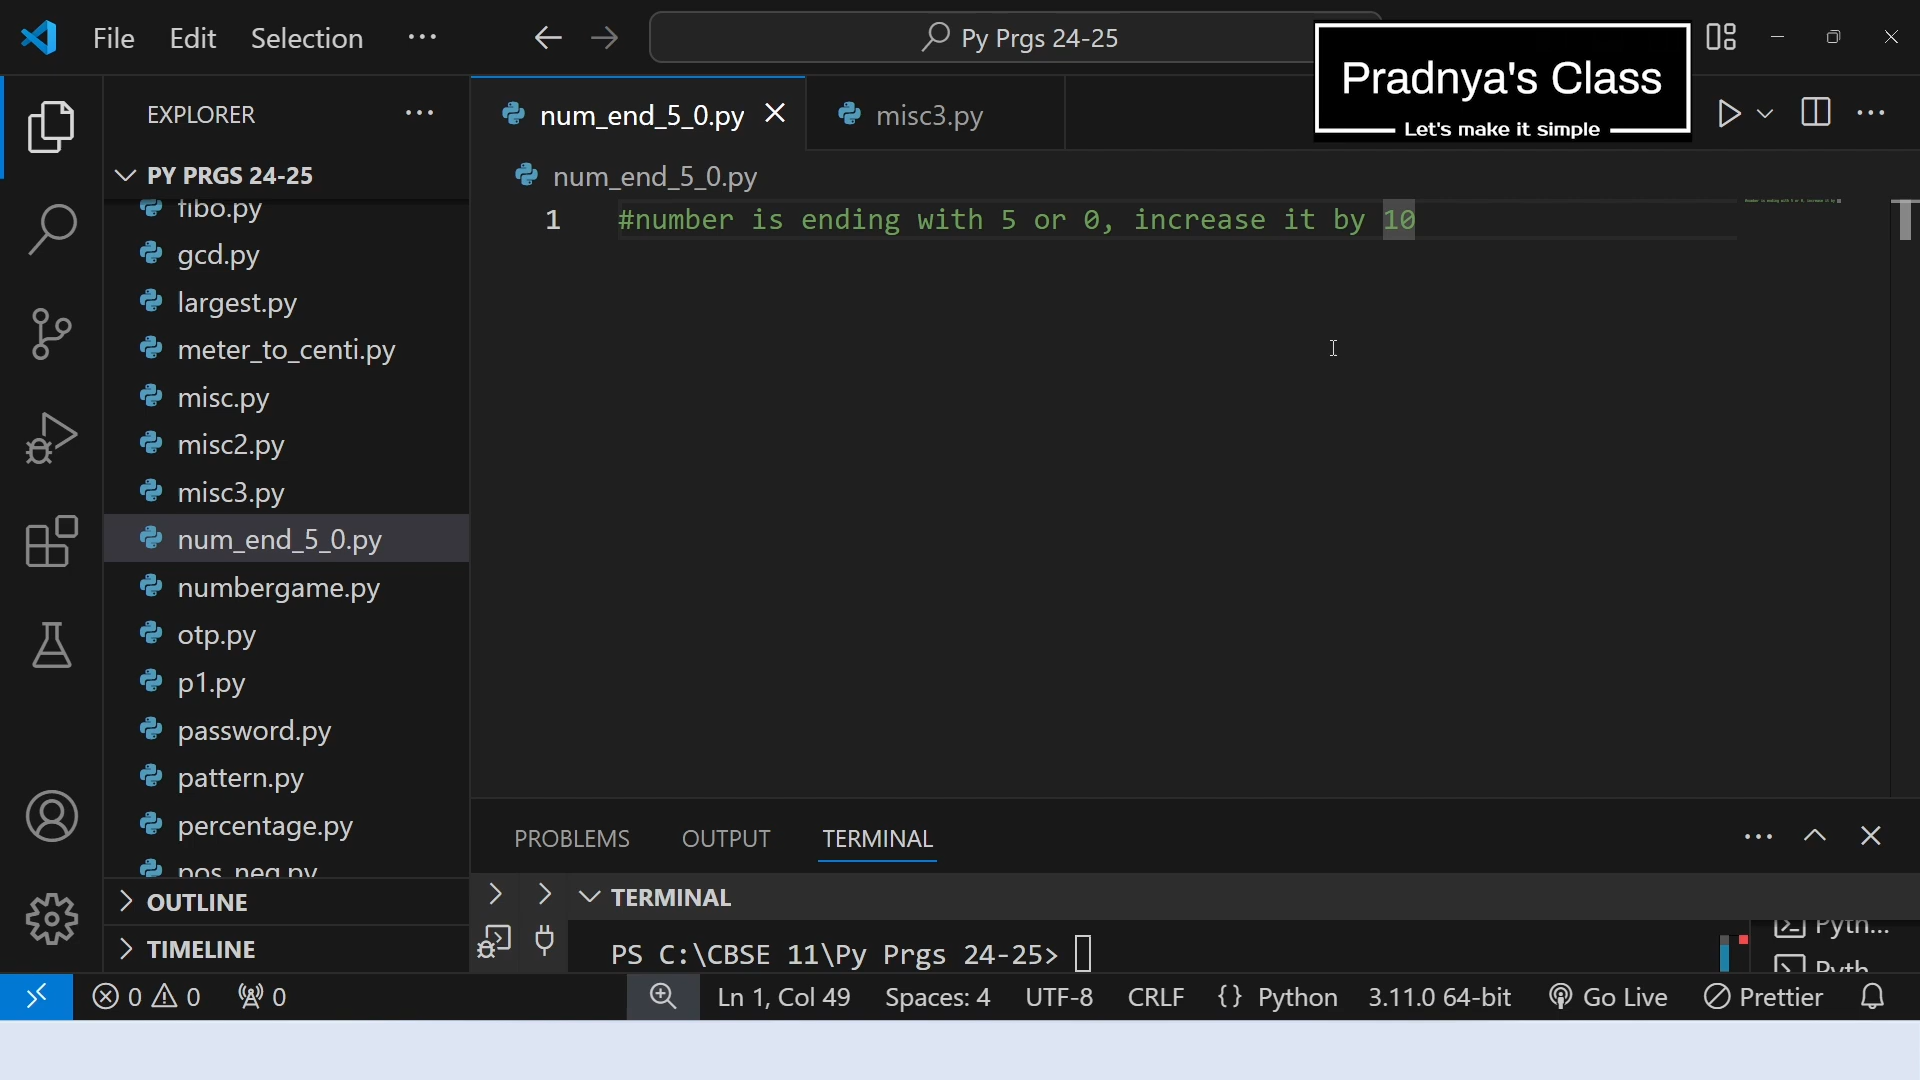 File Edit Selection ···
Py Prgs 24-25
Pradnya's Class
Let's make it simple
EXPLORER ···
num_end_5_0.py
misc3.py
PY PRGS 24-25
num_end_5_0.py
1 #number is ending with 5 or 0, increase it by 10
fibo.py
gcd.py
largest.py
meter_to_centi.py
misc.py
misc2.py
misc3.py
num_end_5_0.py
numbergame.py
otp.py
p1.py
password.py
pattern.py
percentage.py
pos_neg.py
OUTLINE
TIMELINE
PROBLEMS OUTPUT TERMINAL
TERMINAL
PS C:\CBSE 11\Py Prgs 24-25>
Pyth...
Pyth
0 0 0
Ln 1, Col 49 Spaces: 4 UTF-8 CRLF {} Python 3.11.0 64-bit Go Live Prettier